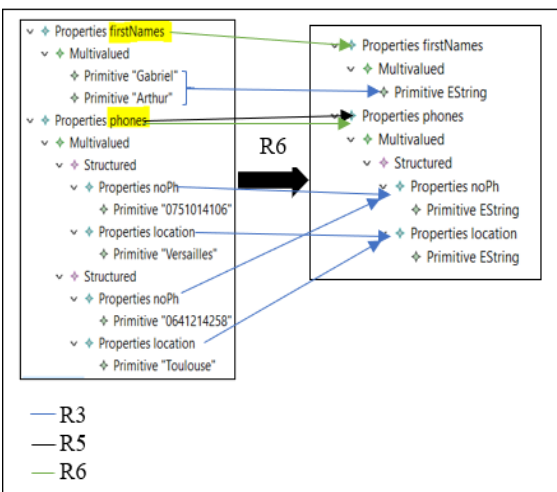 Properties firstNames
Multivalued
Primitive "Gabriel"
Primitive "Arthur"
Properties phones
Multivalued
Structured
Properties noPh
Primitive "0751014106"
Properties location
Primitive "Versailles"
Structured
Properties noPh
Primitive "0641214258"
Properties location
Primitive "Toulouse"
R6
Properties firstNames
Multivalued
Primitive EString
Properties phones
Multivalued
Structured
Properties noPh
Primitive EString
Properties location
Primitive EString
R3
R5
R6